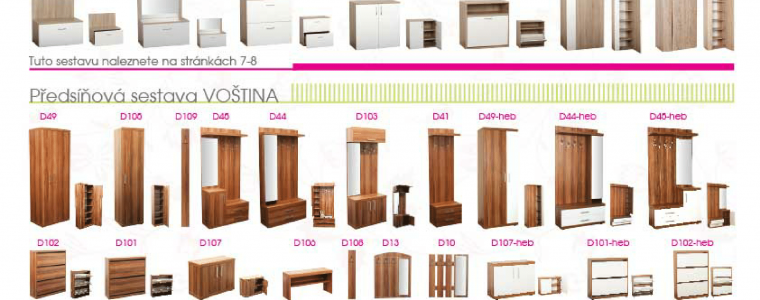 Tuto sestavu naleznete na stránkách 7-8
Předsíňová sestava VOŠTINA
D49 D105 D109 D45 D44 D103 D41 D49-heb D44-heb D45-heb
D102 D101 D107 D106 D108 D13 D10 D107-heb D101-heb D102-heb